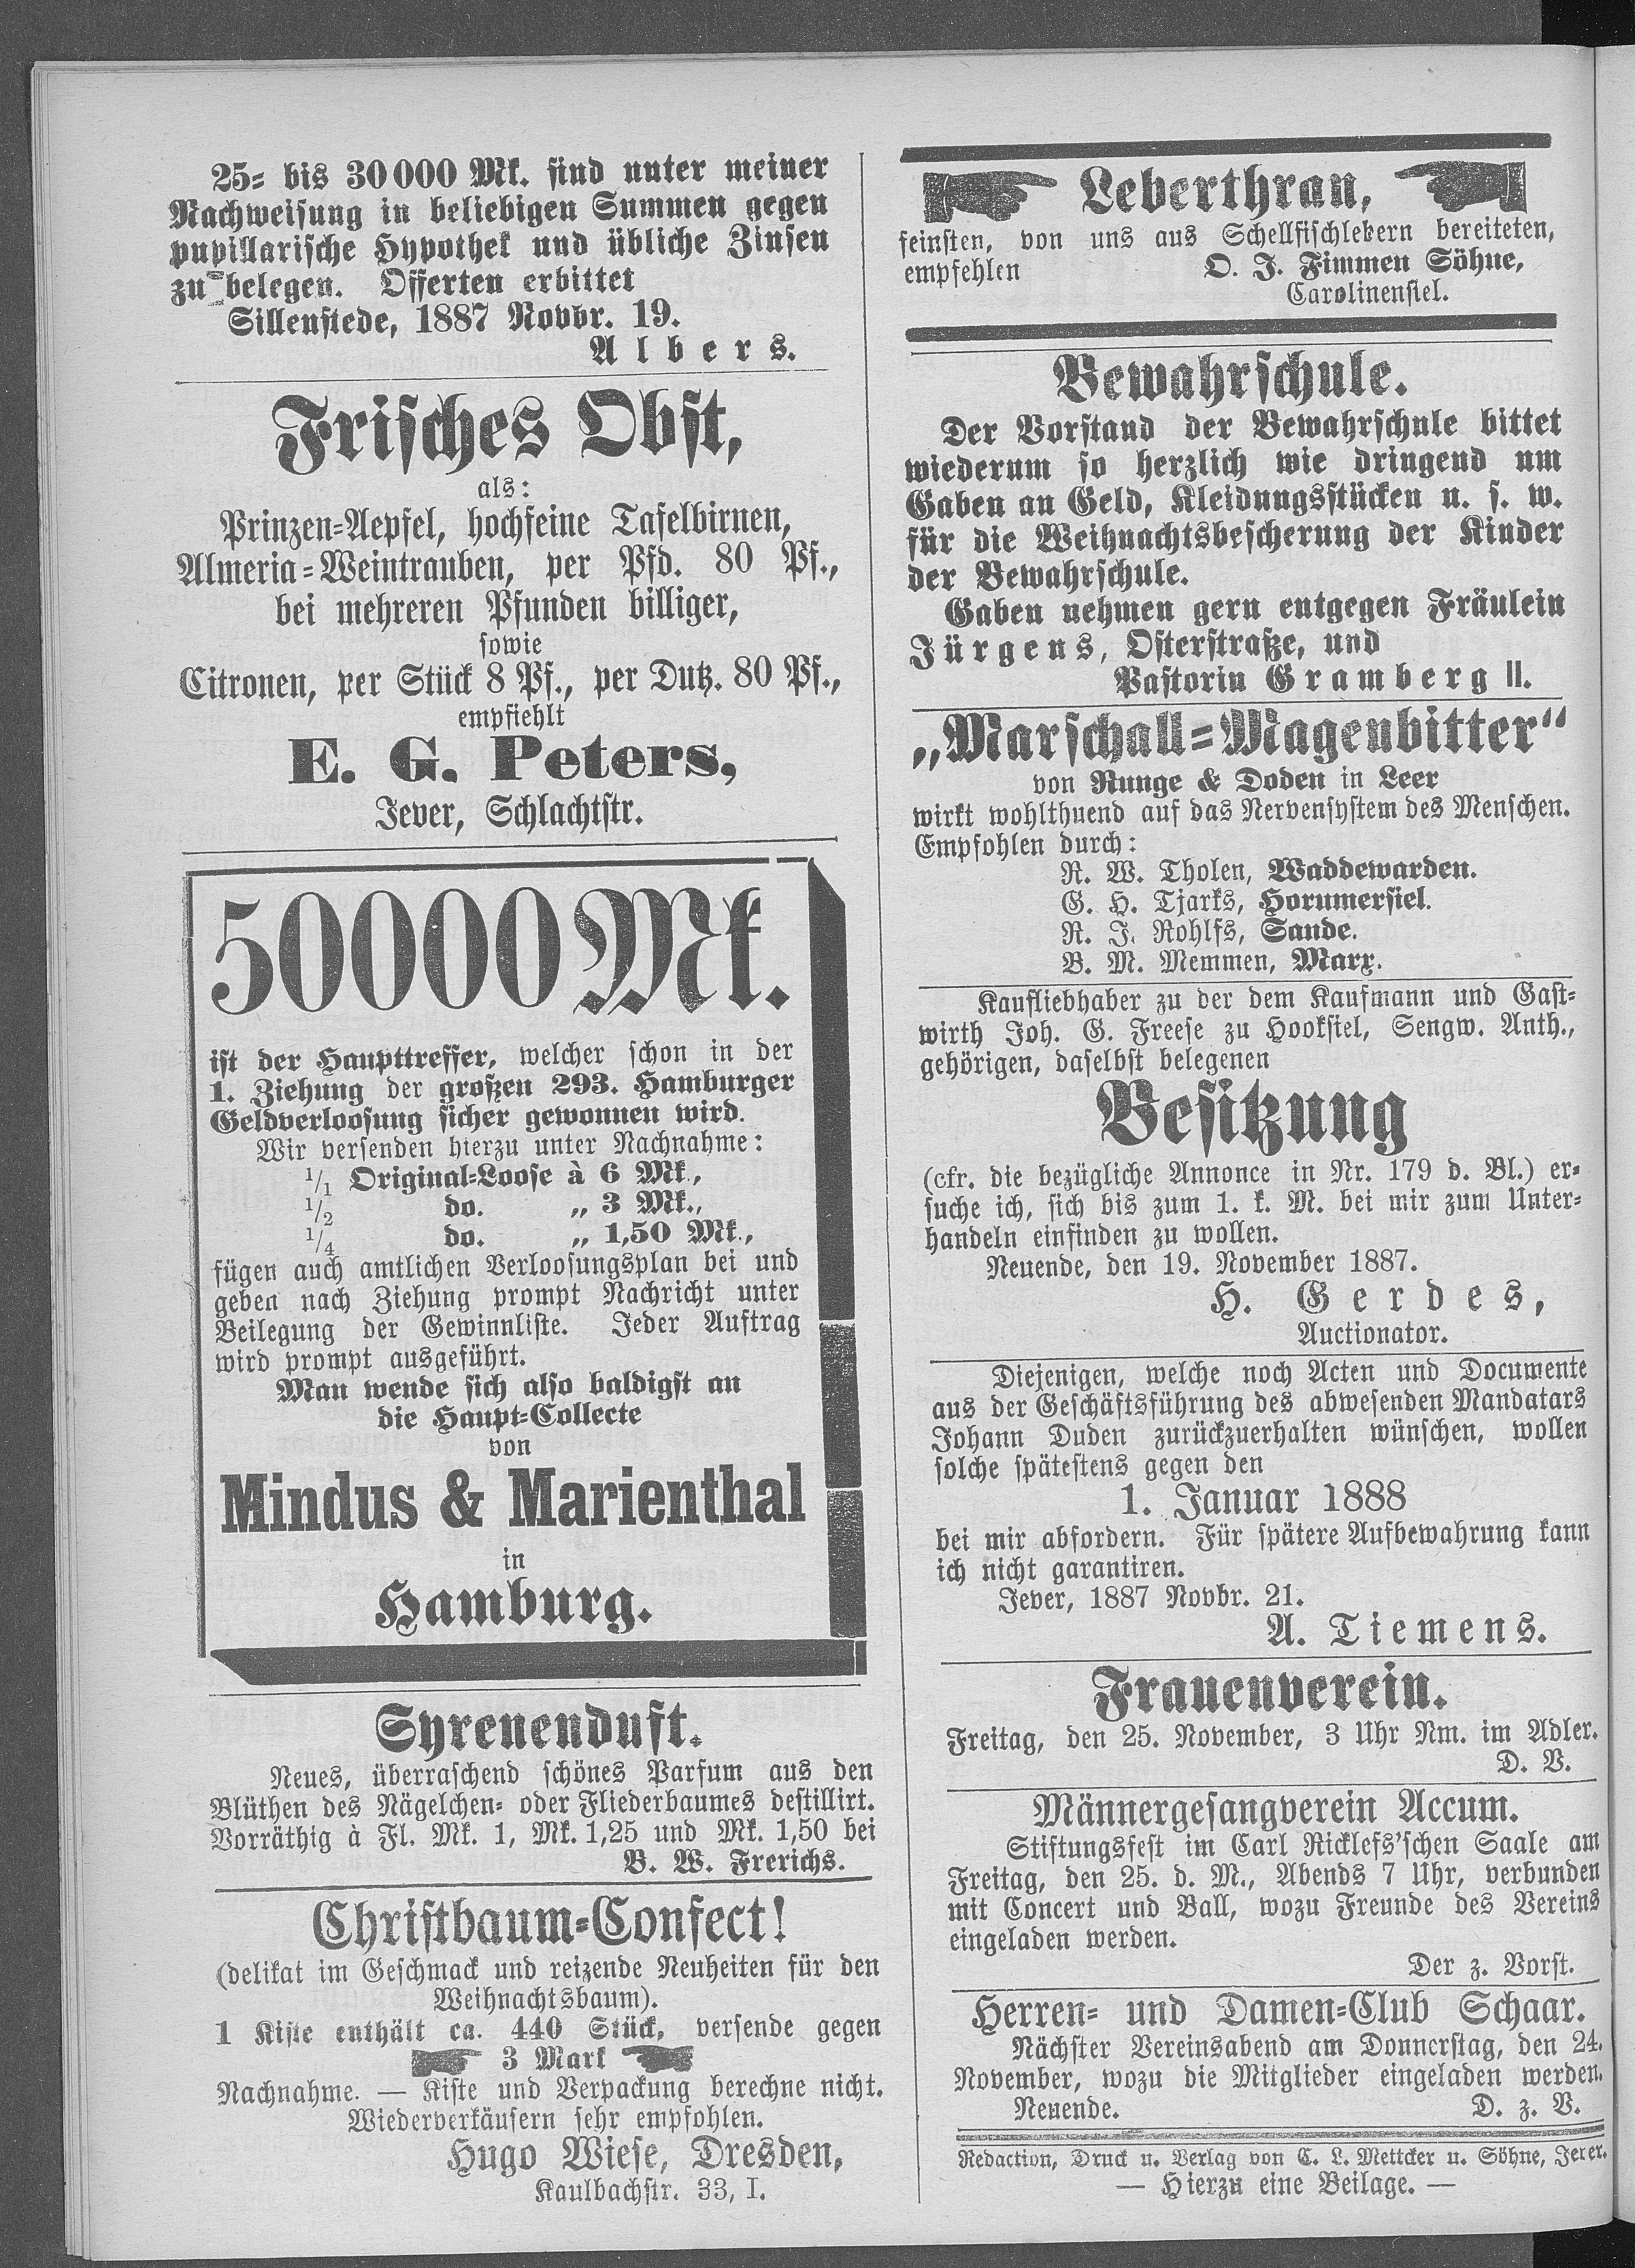 25= bis 30000 Mk. sind unter meiner
Nachweisung in beliebigen Summen gegen
pupillarische Hypothek und übliche Zinsen
zu belegen. Offerten erbittet
Sillenstede, 1887 Novbr. 19.
Albers.
Frisches Obst,
als:
Prinzen=Aepfel, hochfeine Tafelbirnen,
Almeria=Weintrauben, per Pfd. 80 Pf.,
bei mehreren Pfunden billiger,
sowie
Citronen, per Stück 8 Pf., per Dutz. 80 Pf.,
empfiehlt
E. G. Peters,
Jever, Schlachtstr.
50000 Mk.
ist der Haupttreffer, welcher schon in der
1. Ziehung der großen 293. Hamburger
Geldverloosung sicher gewonnen wird.
Wir versenden hierzu unter Nachnahme:
1/1 Original=Loose à 6 Mk.,
1/2 do. „ 3 Mk.,
1/4 do. „ 1,50 Mk.,
fügen auch amtlichen Verloosungsplan bei und
geben nach Ziehung prompt Nachricht unter
Beilegung der Gewinnliste. Jeder Auftrag
wird prompt ausgeführt.
Man wende sich also baldigst an
die Haupt=Collecte
von
Mindus & Marienthal
in
Hamburg.
Syrenenduft.
Neues, überraschend schönes Parfum aus den
Blüthen des Nägelchen= oder Fliederbaumes destillirt.
Vorräthig à Fl. Mk. 1, Mk. 1,25 und Mk. 1,50 bei
B. W. Frerichs.
Christbaum=Confect!
(delikat im Geschmack und reizende Neuheiten für den
Weihnachtsbaum).
1 Kiste enthält ca. 440 Stück, versende gegen
3 Mark
Nachnahme. — Kiste und Verpackung berechne nicht.
Wiederverkäufern sehr empfohlen.
Hugo Wiese, Dresden,
Kaulbachstr. 33, I.
Leberthran,
feinsten, von uns aus Schellfischlebern bereiteten,
empfehlen O. J. Fimmen Söhne,
Carolinensiel.
Bewahrschule.
Der Vorstand der Bewahrschule bittet
wiederum so herzlich wie dringend um
Gaben an Geld, Kleidungsstücken u. s. w.
für die Weihnachtsbescherung der Kinder
der Bewahrschule.
Gaben nehmen gern entgegen Fräulein
Jürgens, Osterstraße, und
Pastorin Gramberg II.
„Marschall=Magenbitter“
von Runge & Doden in Leer
wirkt wohlthuend auf das Nervensystem des Menschen.
Empfohlen durch:
R. W. Tholen, Waddewarden.
G. H. Tjarks, Horumersiel.
R. J. Rohlfs, Sande.
B. M. Memmen, Marx.
Kaufliebhaber zu der dem Kaufmann und Gast=
wirth Joh. G. Freese zu Hooksiel, Sengw. Anth.,
gehörigen, daselbst belegenen
Besitzung
(cfr. die bezügliche Annonce in Nr. 179 d. Bl.) er=
suche ich, sich bis zum 1. k. M. bei mir zum Unter=
handeln einfinden zu wollen.
Neuende, den 19. November 1887.
H. Gerdes,
Auctionator.
Diejenigen, welche noch Acten und Documente
aus der Geschäftsführung des abwesenden Mandatars
Johann Duden zurückzuerhalten wünschen, wollen
solche spätestens gegen den
1. Januar 1888
bei mir abfordern. Für spätere Aufbewahrung kann
ich nicht garantiren.
Jever, 1887 Novbr. 21.
A. Tiemens.
Frauenverein.
Freitag, den 25. November, 3 Uhr Nm. im Adler.
D. V.
Männergesangverein Accum.
Stiftungsfest im Carl Ricklefs'schen Saale am
Freitag, den 25. d. M., Abends 7 Uhr, verbunden
mit Concert und Ball, wozu Freunde des Vereins
eingeladen werden.
Der z. Vorst.
Herren= und Damen=Club Schaar.
Nächster Vereinsabend am Donnerstag, den 24.
November, wozu die Mitglieder eingeladen werden.
Neuende. D. z. V.
Redaction, Druck u. Verlag von C. L. Mettcker u. Söhne, Jever.
— Hierzu eine Beilage. —